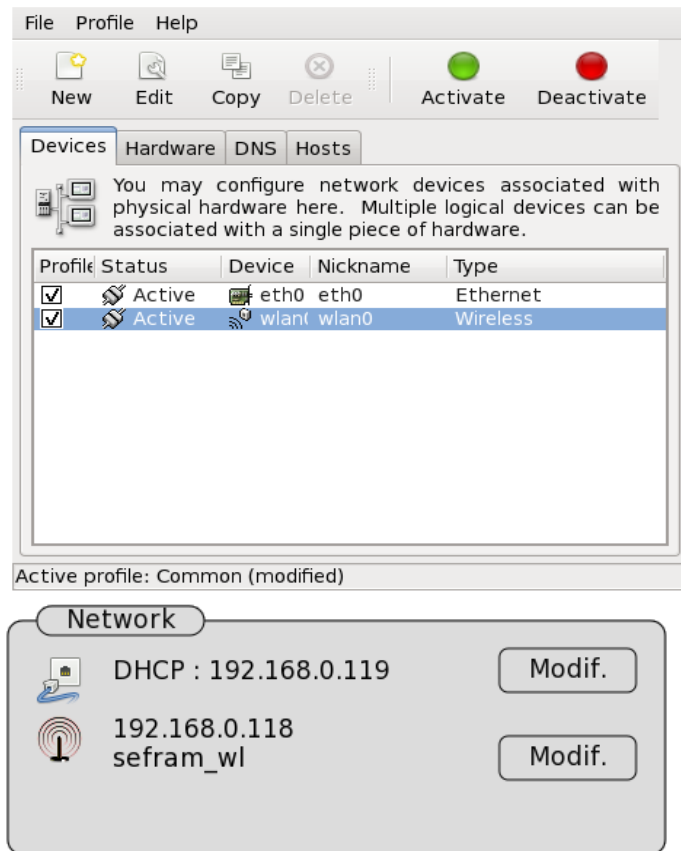 File Profile Help
New Edit Copy Delete Activate Deactivate
Devices Hardware DNS Hosts
You may configure network devices associated with
physical hardware here. Multiple logical devices can be
associated with a single piece of hardware.
Profile Status Device Nickname Type
Active eth0 eth0 Ethernet
Active wlan( wlan0 Wireless
Active profile: Common (modified)
Network
DHCP : 192.168.0.119 Modif.
192.168.0.118
sefram_wl Modif.